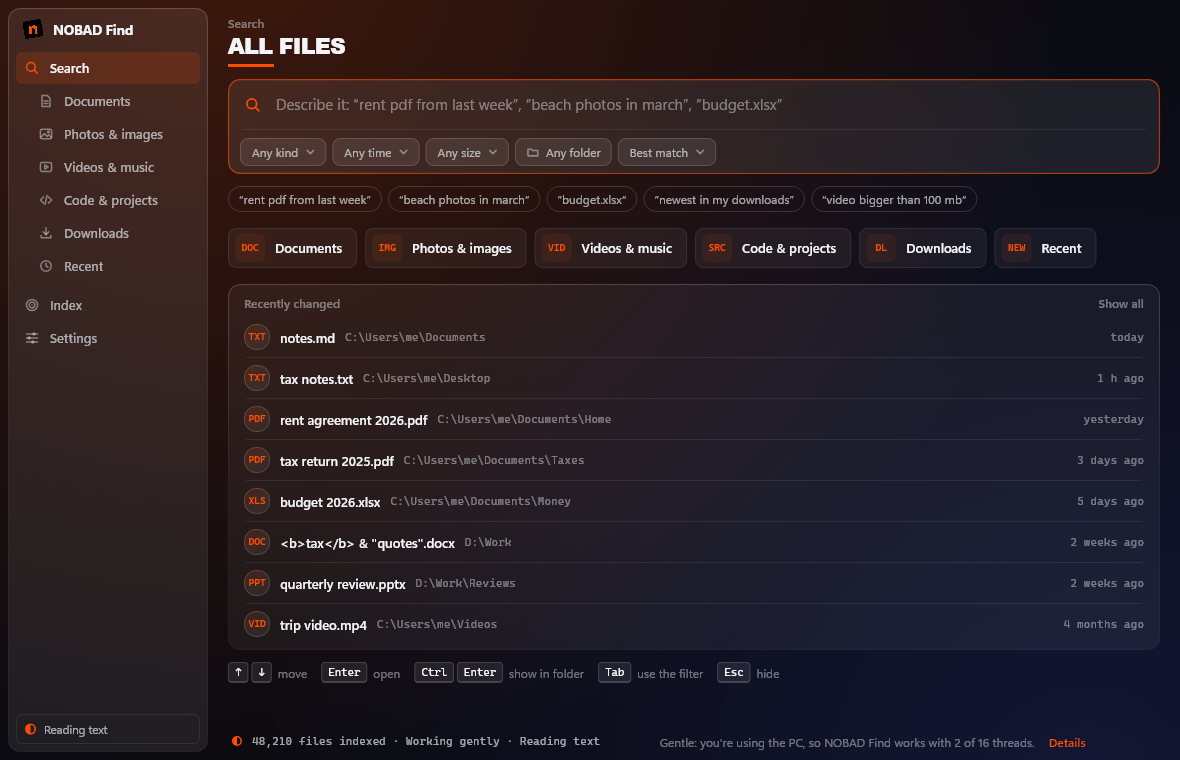 n NOBAD Find
Search
Documents
Photos & images
Videos & music
Code & projects
Downloads
Recent
Index
Settings
Reading text
Search
ALL FILES
Describe it: “rent pdf from last week”, “beach photos in march”, “budget.xlsx”
Any kind Any time Any size Any folder Best match
“rent pdf from last week” “beach photos in march” “budget.xlsx” “newest in my downloads” “video bigger than 100 mb”
DOC Documents IMG Photos & images VID Videos & music SRC Code & projects DL Downloads NEW Recent
Recently changed Show all
TXT notes.md C:\Users\me\Documents today
TXT tax notes.txt C:\Users\me\Desktop 1 h ago
PDF rent agreement 2026.pdf C:\Users\me\Documents\Home yesterday
PDF tax return 2025.pdf C:\Users\me\Documents\Taxes 3 days ago
XLS budget 2026.xlsx C:\Users\me\Documents\Money 5 days ago
DOC <b>tax</b> & "quotes".docx D:\Work 2 weeks ago
PPT quarterly review.pptx D:\Work\Reviews 2 weeks ago
VID trip video.mp4 C:\Users\me\Videos 4 months ago
↑ ↓ move Enter open Ctrl Enter show in folder Tab use the filter Esc hide
48,210 files indexed · Working gently · Reading text Gentle: you're using the PC, so NOBAD Find works with 2 of 16 threads. Details